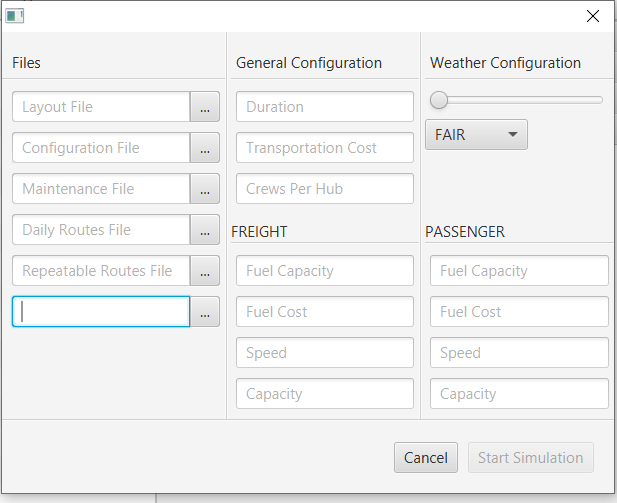 Files
Layout File
...
Configuration File
...
Maintenance File
...
Daily Routes File
...
Repeatable Routes File
...
...
General Configuration
Duration
Transportation Cost
Crews Per Hub
Weather Configuration
FAIR
FREIGHT
Fuel Capacity
Fuel Cost
Speed
Capacity
PASSENGER
Fuel Capacity
Fuel Cost
Speed
Capacity
Cancel
Start Simulation